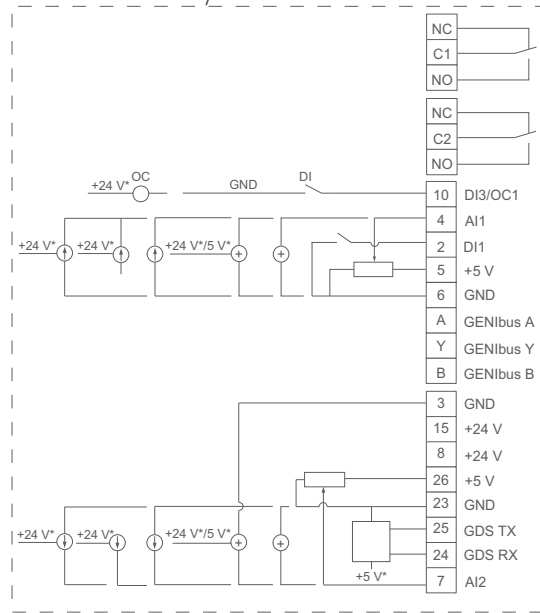 NC
C1
NO
NC
C2
NO
+24 V* OC GND DI 10 DI3/OC1
4 AI1
+24 V* +24 V* +24 V*/5 V* 2 DI1
5 +5 V
6 GND
A GENIbus A
Y GENIbus Y
B GENIbus B
3 GND
15 +24 V
8 +24 V
26 +5 V
23 GND
+24 V* +24 V* +24 V*/5 V* 25 GDS TX
24 GDS RX
+5 V* 7 AI2